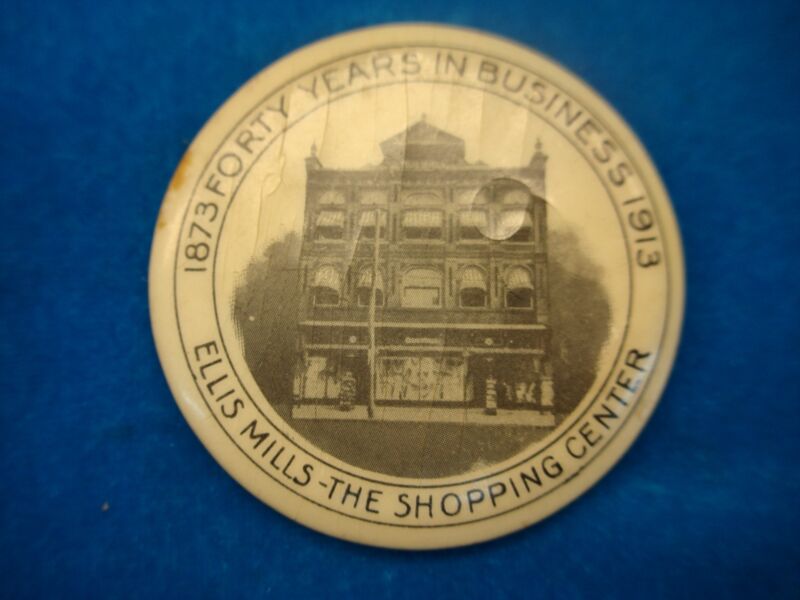 1873 FORTY YEARS IN BUSINESS 1913
ELLIS MILLS - THE SHOPPING CENTER